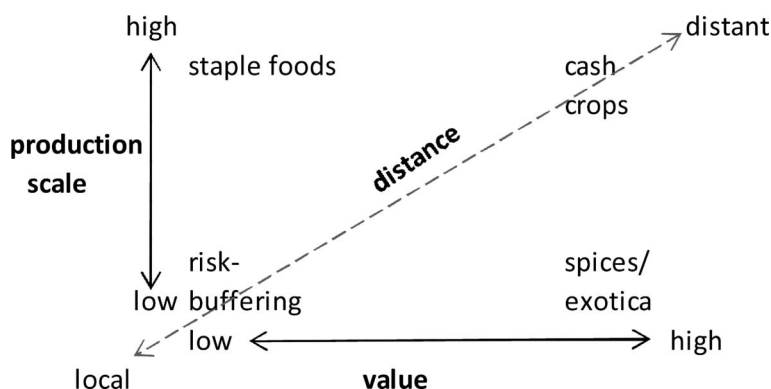 high
distant
staple foods
cash
crops
production
scale
distance
risk-
buffering
spices/
exotica
low
low
high
local
value